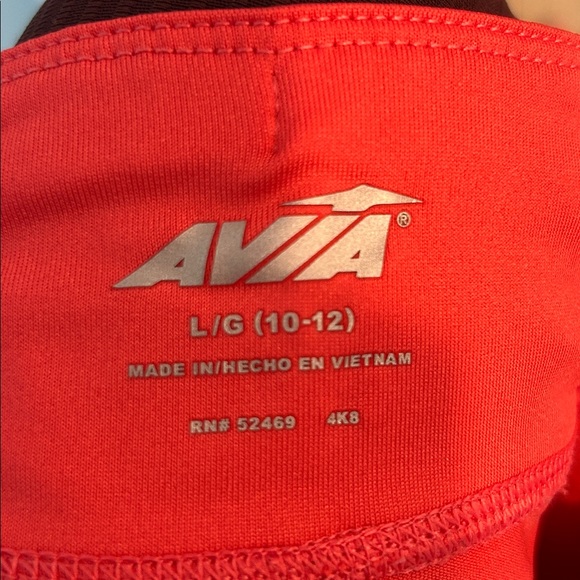 AVIA®
L/G (10-12)
MADE IN/HECHO EN VIETNAM
RN# 52469 4K8